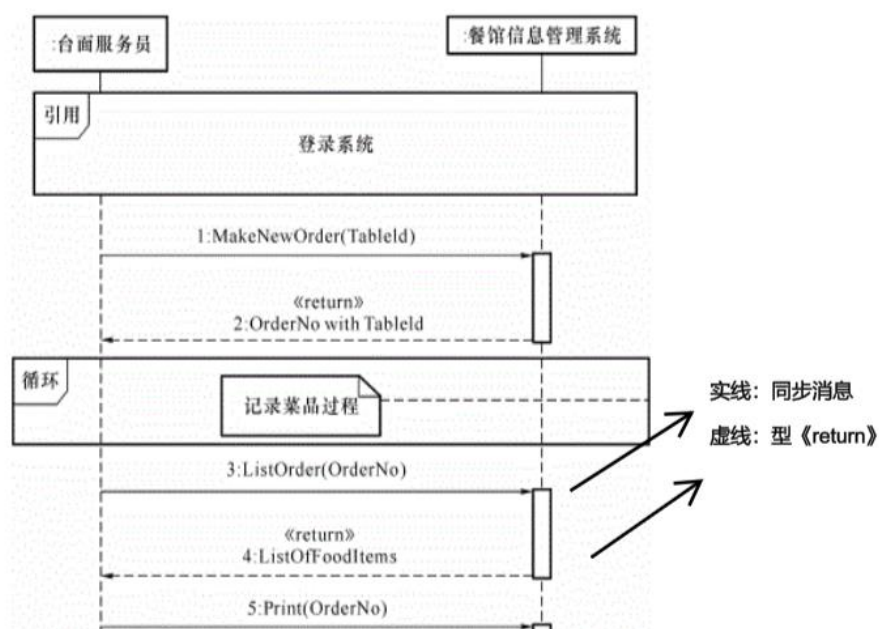 :台面服务员
:餐馆信息管理系统
引用
登录系统
1:MakeNewOrder(TableId)
《return》
2:OrderNo with TableId
循环
记录菜品过程
实线：同步消息
虚线：型《return》
3:ListOrder(OrderNo)
《return》
4:ListOfFoodItems
5:Print(OrderNo)